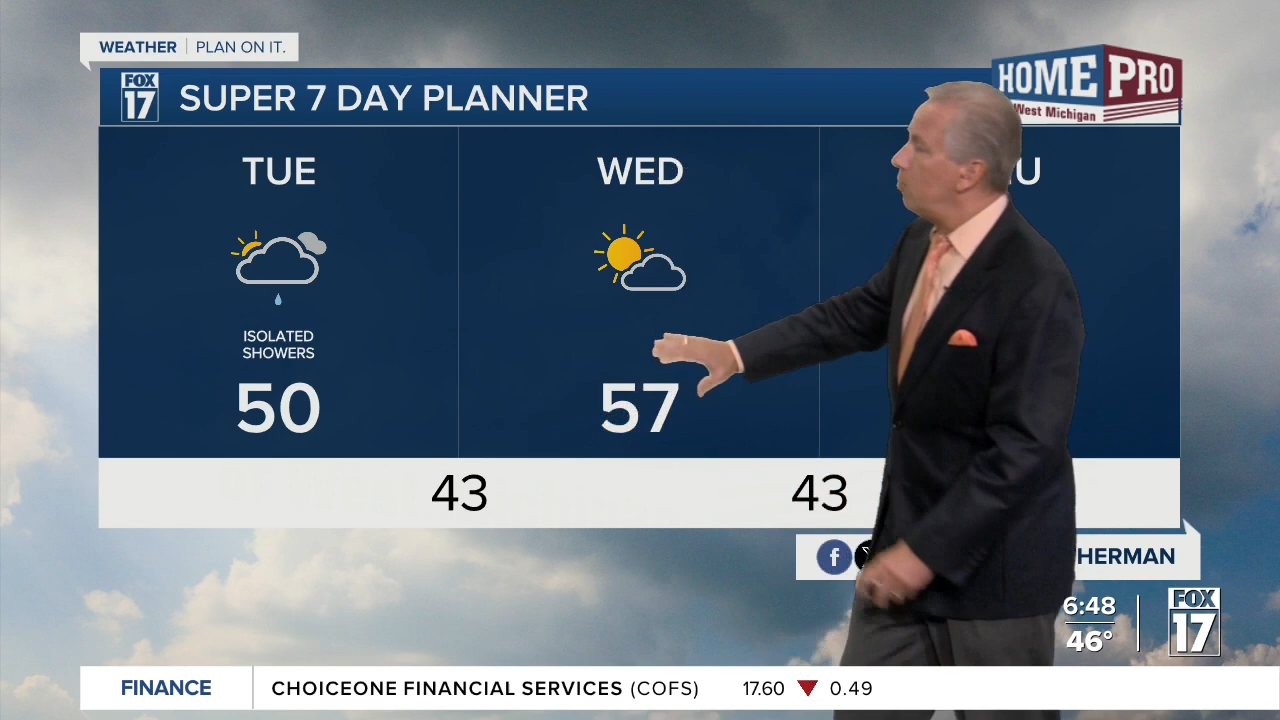 WEATHER | PLAN ON IT.
FOX 17
SUPER 7 DAY PLANNER
HOME PRO
West Michigan
TUE
WED
U
ISOLATED
SHOWERS
50
57
43
43
f
HERMAN
6:48
46°
FOX
17
FINANCE
CHOICEONE FINANCIAL SERVICES (COFS) 17.60 ▼ 0.49